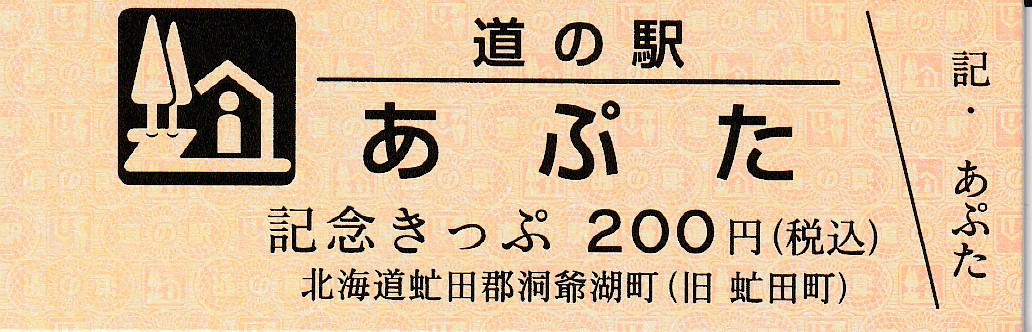 道の駅
あぷた
記念きっぷ 200円(税込)
北海道虻田郡洞爺湖町(旧 虻田町)
記・あぷた